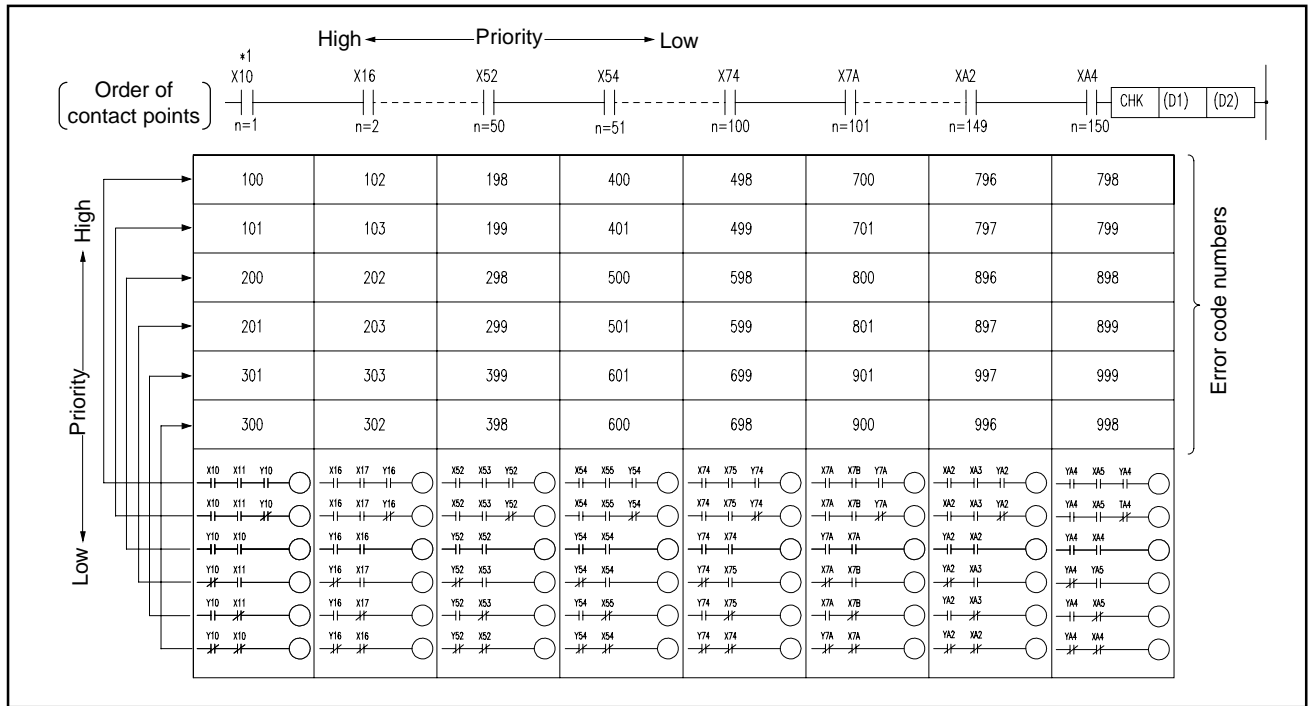 High Priority Low
*1
X10 X16 X52 X54 X74 X7A XA2 XA4
Order of
contact points
CHK (D1) (D2)
n=1 n=2 n=50 n=51 n=100 n=101 n=149 n=150
100 102 198 400 498 700 796 798
101 103 199 401 499 701 797 799
200 202 298 500 598 800 896 898
201 203 299 501 599 801 897 899
301 303 399 601 699 901 997 999
300 302 398 600 698 900 996 998
High
Priority
Low
Error code numbers
X10 X11 Y10 X16 X17 Y16 X52 X53 Y52 X54 X55 Y54 X74 X75 Y74 X7A X7B Y7A XA2 XA3 YA2 YA4 XA5 YA4
X10 X11 Y10 X16 X17 Y16 X52 X53 Y52 X54 X55 Y54 X74 X75 Y74 X7A X7B Y7A XA2 XA3 YA2 YA4 XA5 TA4
Y10 X10 Y16 X16 Y52 X52 Y54 X54 Y74 X74 Y7A X7A YA2 XA2 YA4 XA4
Y10 X11 Y16 X17 Y52 X53 Y54 X54 Y74 X75 X7A X7B YA2 XA3 YA4 YA5
Y10 X11 Y16 X17 Y52 X53 Y54 X55 Y74 X75 X7A X7B YA2 XA3 YA4 XA5
Y10 X10 Y16 X16 Y52 X52 Y54 X54 Y74 X74 Y7A X7A YA2 XA2 YA4 XA4